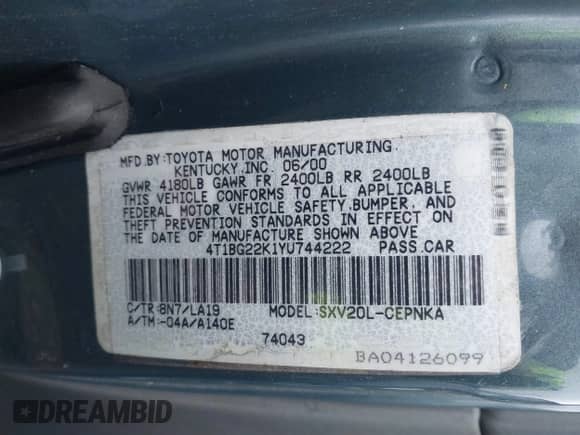 MFD.BY:TOYOTA MOTOR MANUFACTURING
KENTUCKY,INC. 06/00
GVWR 4180LB GAWR FR 2400LB RR 2400LB
THIS VEHICLE CONFORMS TO ALL APPLICABLE
FEDERAL MOTOR VEHICLE SAFETY,BUMPER, AND
THEFT PREVENTION STANDARDS IN EFFECT ON
THE DATE OF MANUFACTURE SHOWN ABOVE
4T1BG22K1YU744222 PASS.CAR
C/TR:8N7/LA19 MODEL:SXV20L-CEPNKA
A/TM:-04A/A140E
74043
BA04126099
DREAMBID